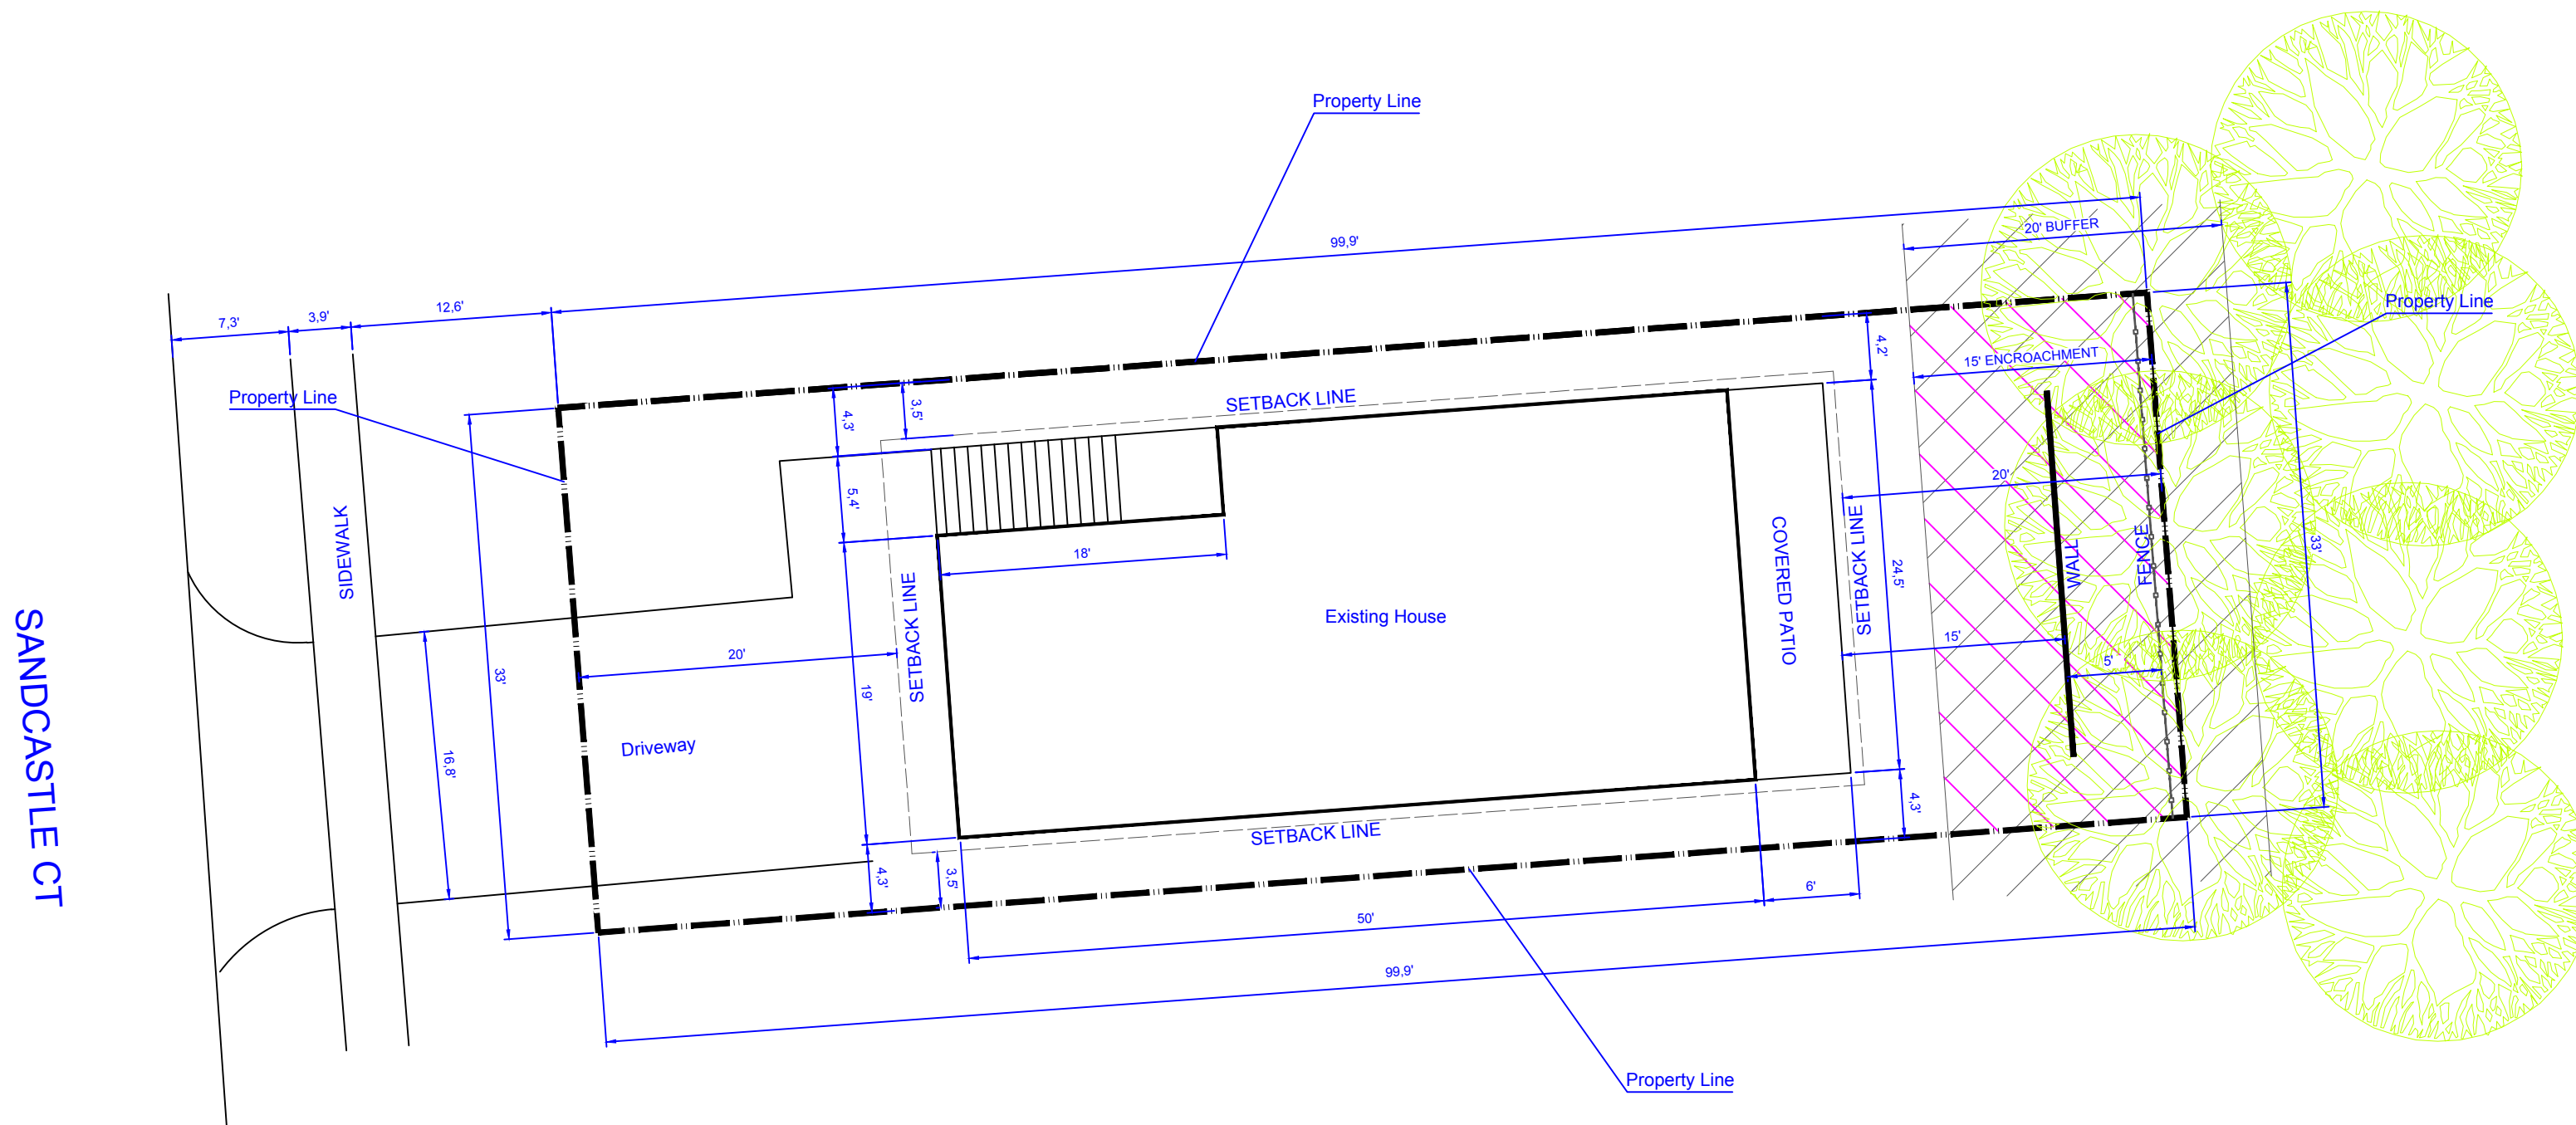 Property Line
99,9'
20' BUFFER
12,6'
3,9'
7,3'
Property Line
15' ENCROACHMENT
4,2'
Property Line
3,5'
4,3'
SETBACK LINE
20'
5,4'
18'
SIDEWALK
COVERED PATIO
SETBACK LINE
24,5'
WALL
FENCE
33'
SETBACK LINE
Existing House
15'
5'
20'
33'
19'
SANDCASTLE CT
Driveway
16,8'
4,3'
SETBACK LINE
4,3'
3,5'
6'
50'
99,9'
Property Line